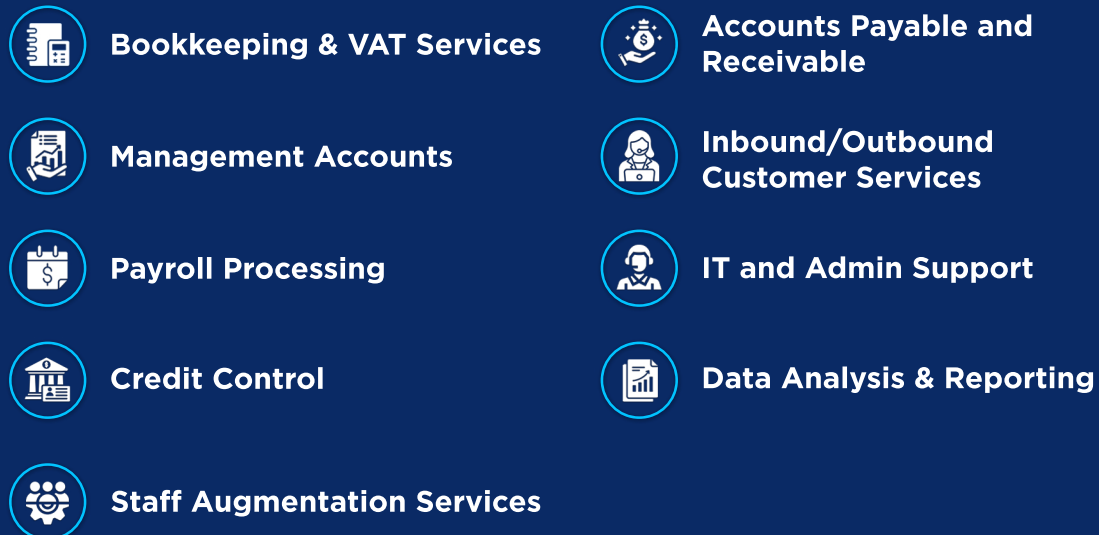 Bookkeeping & VAT Services
Management Accounts
Payroll Processing
Credit Control
Staff Augmentation Services
Accounts Payable and
Receivable
Inbound/Outbound
Customer Services
IT and Admin Support
Data Analysis & Reporting